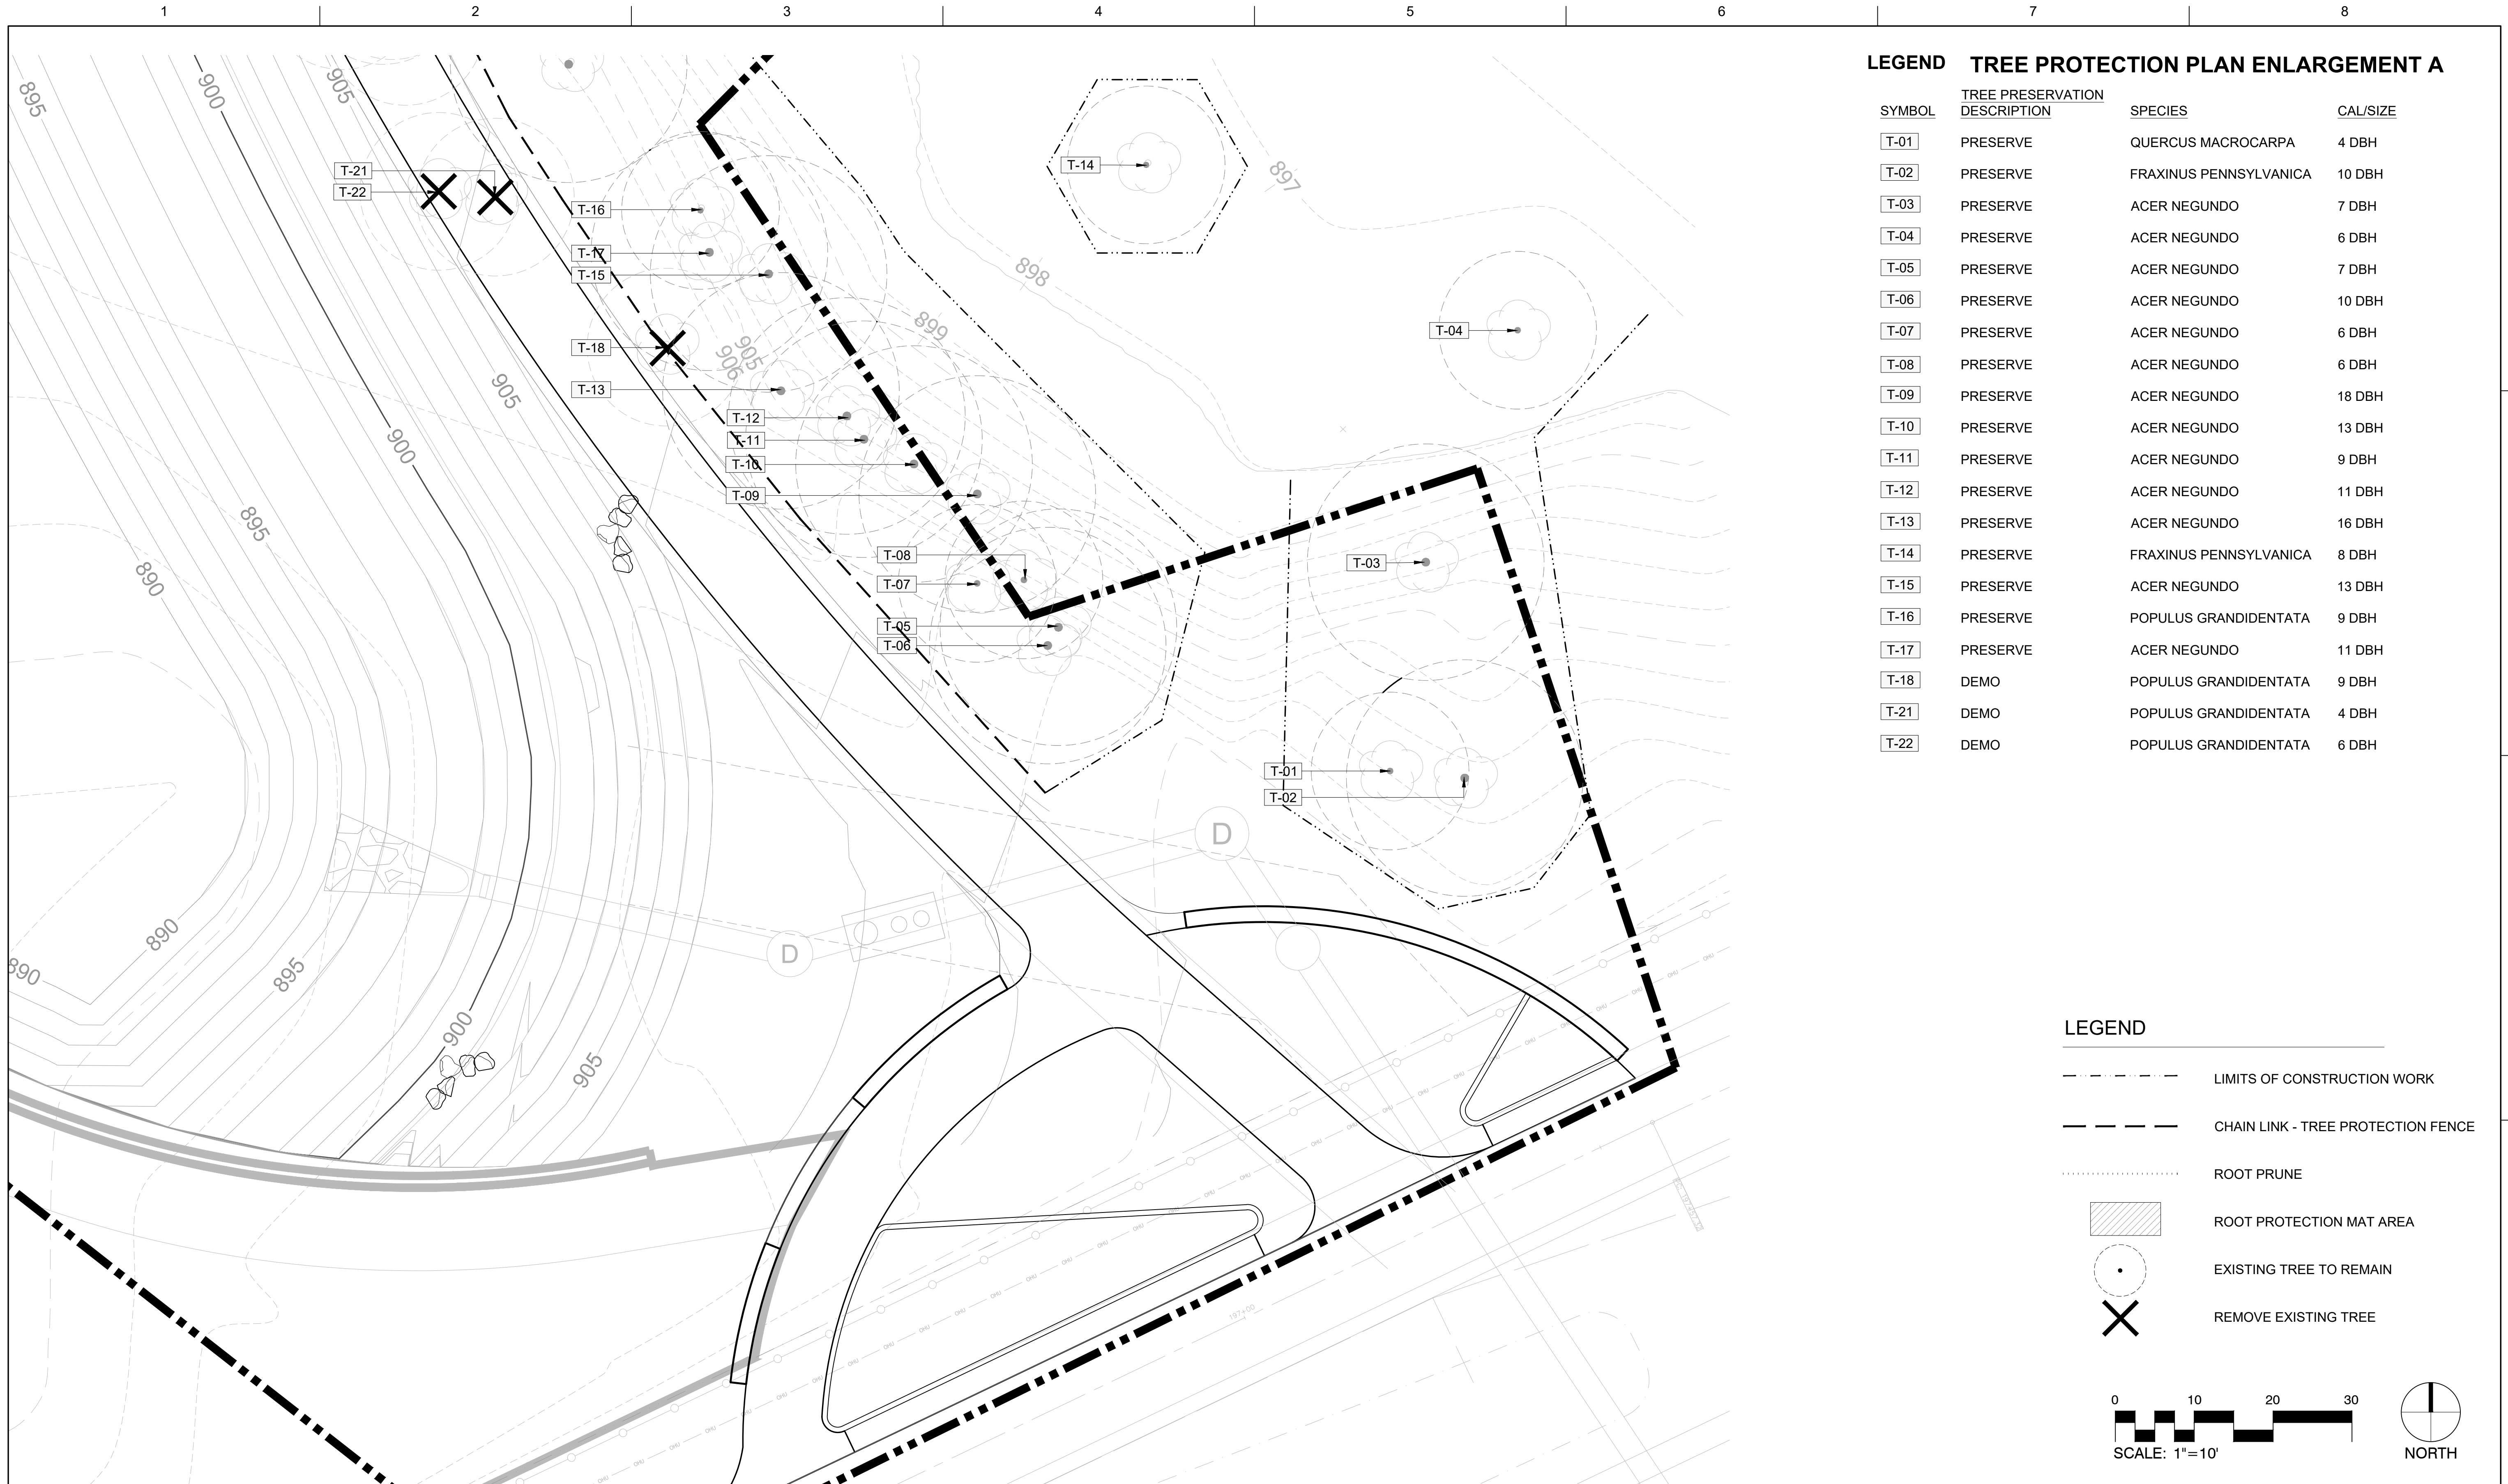 1 2 3 4 5 6 7 8
LEGEND TREE PROTECTION PLAN ENLARGEMENT A
TREE PRESERVATION
SYMBOL DESCRIPTION SPECIES CAL/SIZE
T-01 PRESERVE QUERCUS MACROCARPA 4 DBH
T-02 PRESERVE FRAXINUS PENNSYLVANICA 10 DBH
T-03 PRESERVE ACER NEGUNDO 7 DBH
T-04 PRESERVE ACER NEGUNDO 6 DBH
T-05 PRESERVE ACER NEGUNDO 7 DBH
T-06 PRESERVE ACER NEGUNDO 10 DBH
T-07 PRESERVE ACER NEGUNDO 6 DBH
T-08 PRESERVE ACER NEGUNDO 6 DBH
T-09 PRESERVE ACER NEGUNDO 18 DBH
T-10 PRESERVE ACER NEGUNDO 13 DBH
T-11 PRESERVE ACER NEGUNDO 9 DBH
T-12 PRESERVE ACER NEGUNDO 11 DBH
T-13 PRESERVE ACER NEGUNDO 16 DBH
T-14 PRESERVE FRAXINUS PENNSYLVANICA 8 DBH
T-15 PRESERVE ACER NEGUNDO 13 DBH
T-16 PRESERVE POPULUS GRANDIDENTATA 9 DBH
T-17 PRESERVE ACER NEGUNDO 11 DBH
T-18 DEMO POPULUS GRANDIDENTATA 9 DBH
T-21 DEMO POPULUS GRANDIDENTATA 4 DBH
T-22 DEMO POPULUS GRANDIDENTATA 6 DBH
895
900
905
T-21
T-22
T-14
897
T-16
T-17
T-15
898
899
T-04
T-18
905
906
T-13
905
T-12
T-11
900
T-10
T-09
895
T-08
T-03
890
T-07
T-05
T-06
T-01
T-02
D
890
D
890
895
900
905
197+00
OHU
LEGEND
LIMITS OF CONSTRUCTION WORK
CHAIN LINK - TREE PROTECTION FENCE
ROOT PRUNE
ROOT PROTECTION MAT AREA
EXISTING TREE TO REMAIN
REMOVE EXISTING TREE
0 10 20 30
SCALE: 1"=10'
NORTH